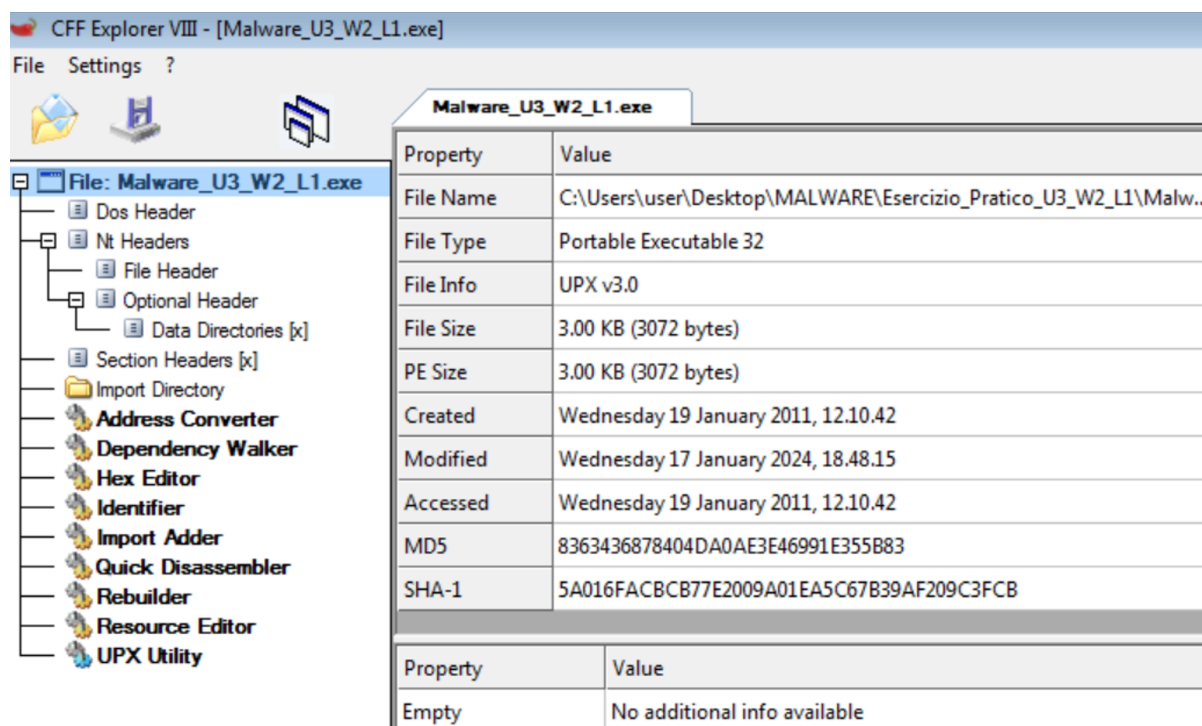 CFF Explorer VIII - [Malware_U3_W2_L1.exe]
File Settings ?
Malware_U3_W2_L1.exe
File: Malware_U3_W2_L1.exe
Dos Header
Nt Headers
File Header
Optional Header
Data Directories [x]
Section Headers [x]
Import Directory
Address Converter
Dependency Walker
Hex Editor
Identifier
Import Adder
Quick Disassembler
Rebuilder
Resource Editor
UPX Utility
Property Value
File Name C:\Users\user\Desktop\MALWARE\Esercizio_Pratico_U3_W2_L1\Malw...
File Type Portable Executable 32
File Info UPX v3.0
File Size 3.00 KB (3072 bytes)
PE Size 3.00 KB (3072 bytes)
Created Wednesday 19 January 2011, 12.10.42
Modified Wednesday 17 January 2024, 18.48.15
Accessed Wednesday 19 January 2011, 12.10.42
MD5 8363436878404DA0AE3E46991E355B83
SHA-1 5A016FACBCB77E2009A01EA5C67B39AF209C3FCB
Property Value
Empty No additional info available